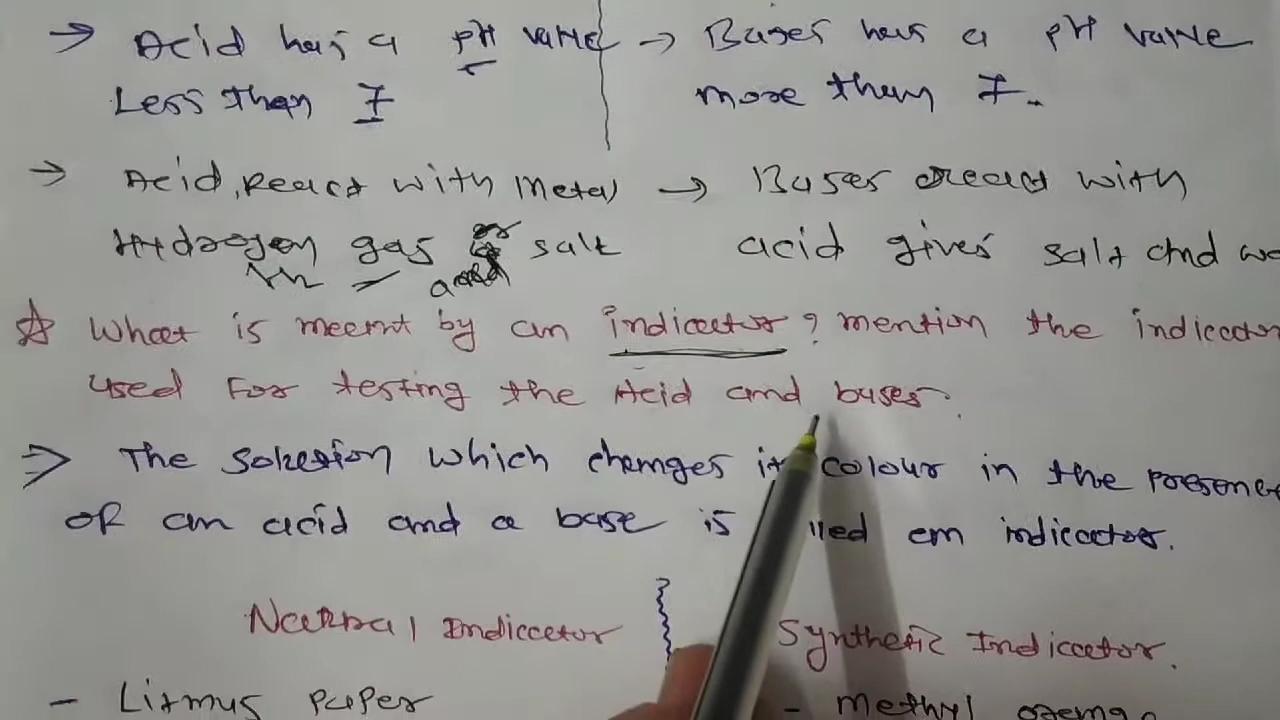 → Acid has a pH value → Bases has a pH value
Less than 7 more than 7.
→ Acid, React with metal → Bases react with
Hydrogen gas salt acid gives salt and
and
☆ What is meant by an indicator? mention the indicator
used for testing the Acid and bases.
⇒ The solution which changes its colour in the presence
of an acid and a base is called an indicator.
Natural Indicator Synthetic Indicator.
- Litmus paper - methyl orange